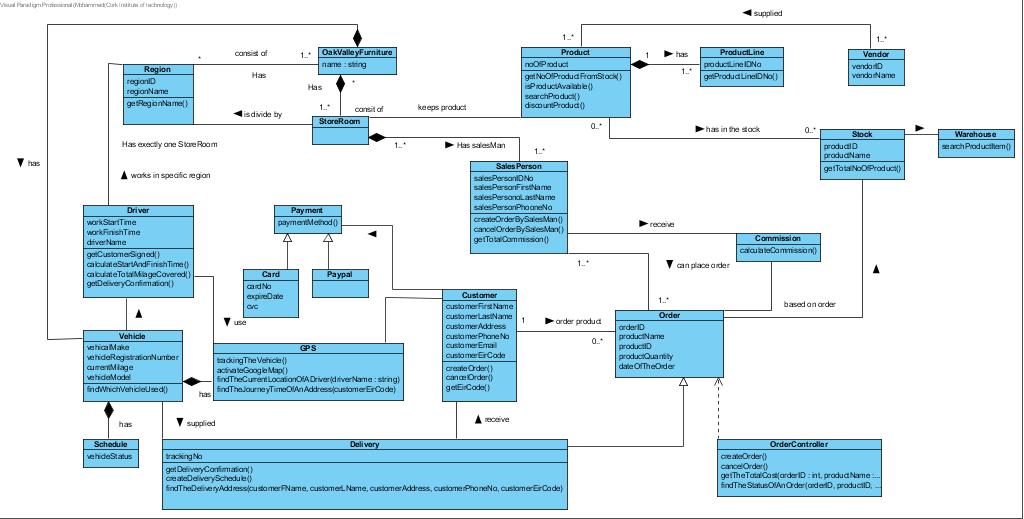 Visual Paradigm Professional(Mohammed(Cork Institute of technology))
supplied
1..*
1..*
consist of
*
1..*
OakValleyFurniture
name : string
Has
Has
*
Region
regionID
regionName
getRegionName()
Product
noOfProduct
getNoOfProductFromStock()
isProductAvailable()
searchProduct()
discountProduct()
1
has
1..*
ProductLine
productLineIDNo
getProductLineIDNo()
Vendor
vendorID
vendorName
1..*
consit of
keeps product
is divide by
StoreRoom
0..*
has in the stock
0..*
Stock
productID
productName
getTotalNoOfProduct()
Warehouse
searchProductItem()
Has exectly one StoreRoom
1..*
Has salesMan
1..*
has
works in specific region
SalesPerson
salesPersonIDNo
salesPersonFirstName
salesPersonoLastName
salesPersonPhooneNo
createOrderBySalesMan()
cancelOrderBySalesMan()
getTotalCommission()
Driver
workStartTime
workFinishTime
driverName
getCustomerSigned()
calculateStartAndFinishTime()
calculateTotalMilageCovered()
getDeliveryConfirmation()
Payment
paymentMethod()
receive
Commission
calculateCommission()
1..*
can place order
Card
cardNo
expireDate
cvc
Paypal
Customer
customerFirstName
customerLastName
customerAddress
customerPhoneNo
customerEmail
customerEirCode
createOrder()
cancelOrder()
getEirCode()
1..*
based on order
1
order product
0..*
Order
orderID
productName
productID
productQuantity
dateOfTheOrder
use
Vehicle
vehicalMake
vehicleRegistrationNumber
currentMilage
vehicleModel
findWhichVehicleUsed()
GPS
trackingTheVehicle()
activateGoogleMap()
findTheCurrentLocationOfADriver(driverName : string)
findTheJourneyTimeOfAnAddress(customerEirCode)
has
has
supplied
receive
Schedule
vehicleStatus
Delivery
trackingNo
getDeliveryConfirmation()
createDeliverySchedule()
findTheDeliveryAddress(customerFName, customerLName, customerAddress, customerPhoneNo, customerEirCode)
OrderController
createOrder()
cancelOrder()
getTheTotalCost(orderID : int, productName :...
findTheStatusOfAnOrder(orderID, productID, ...